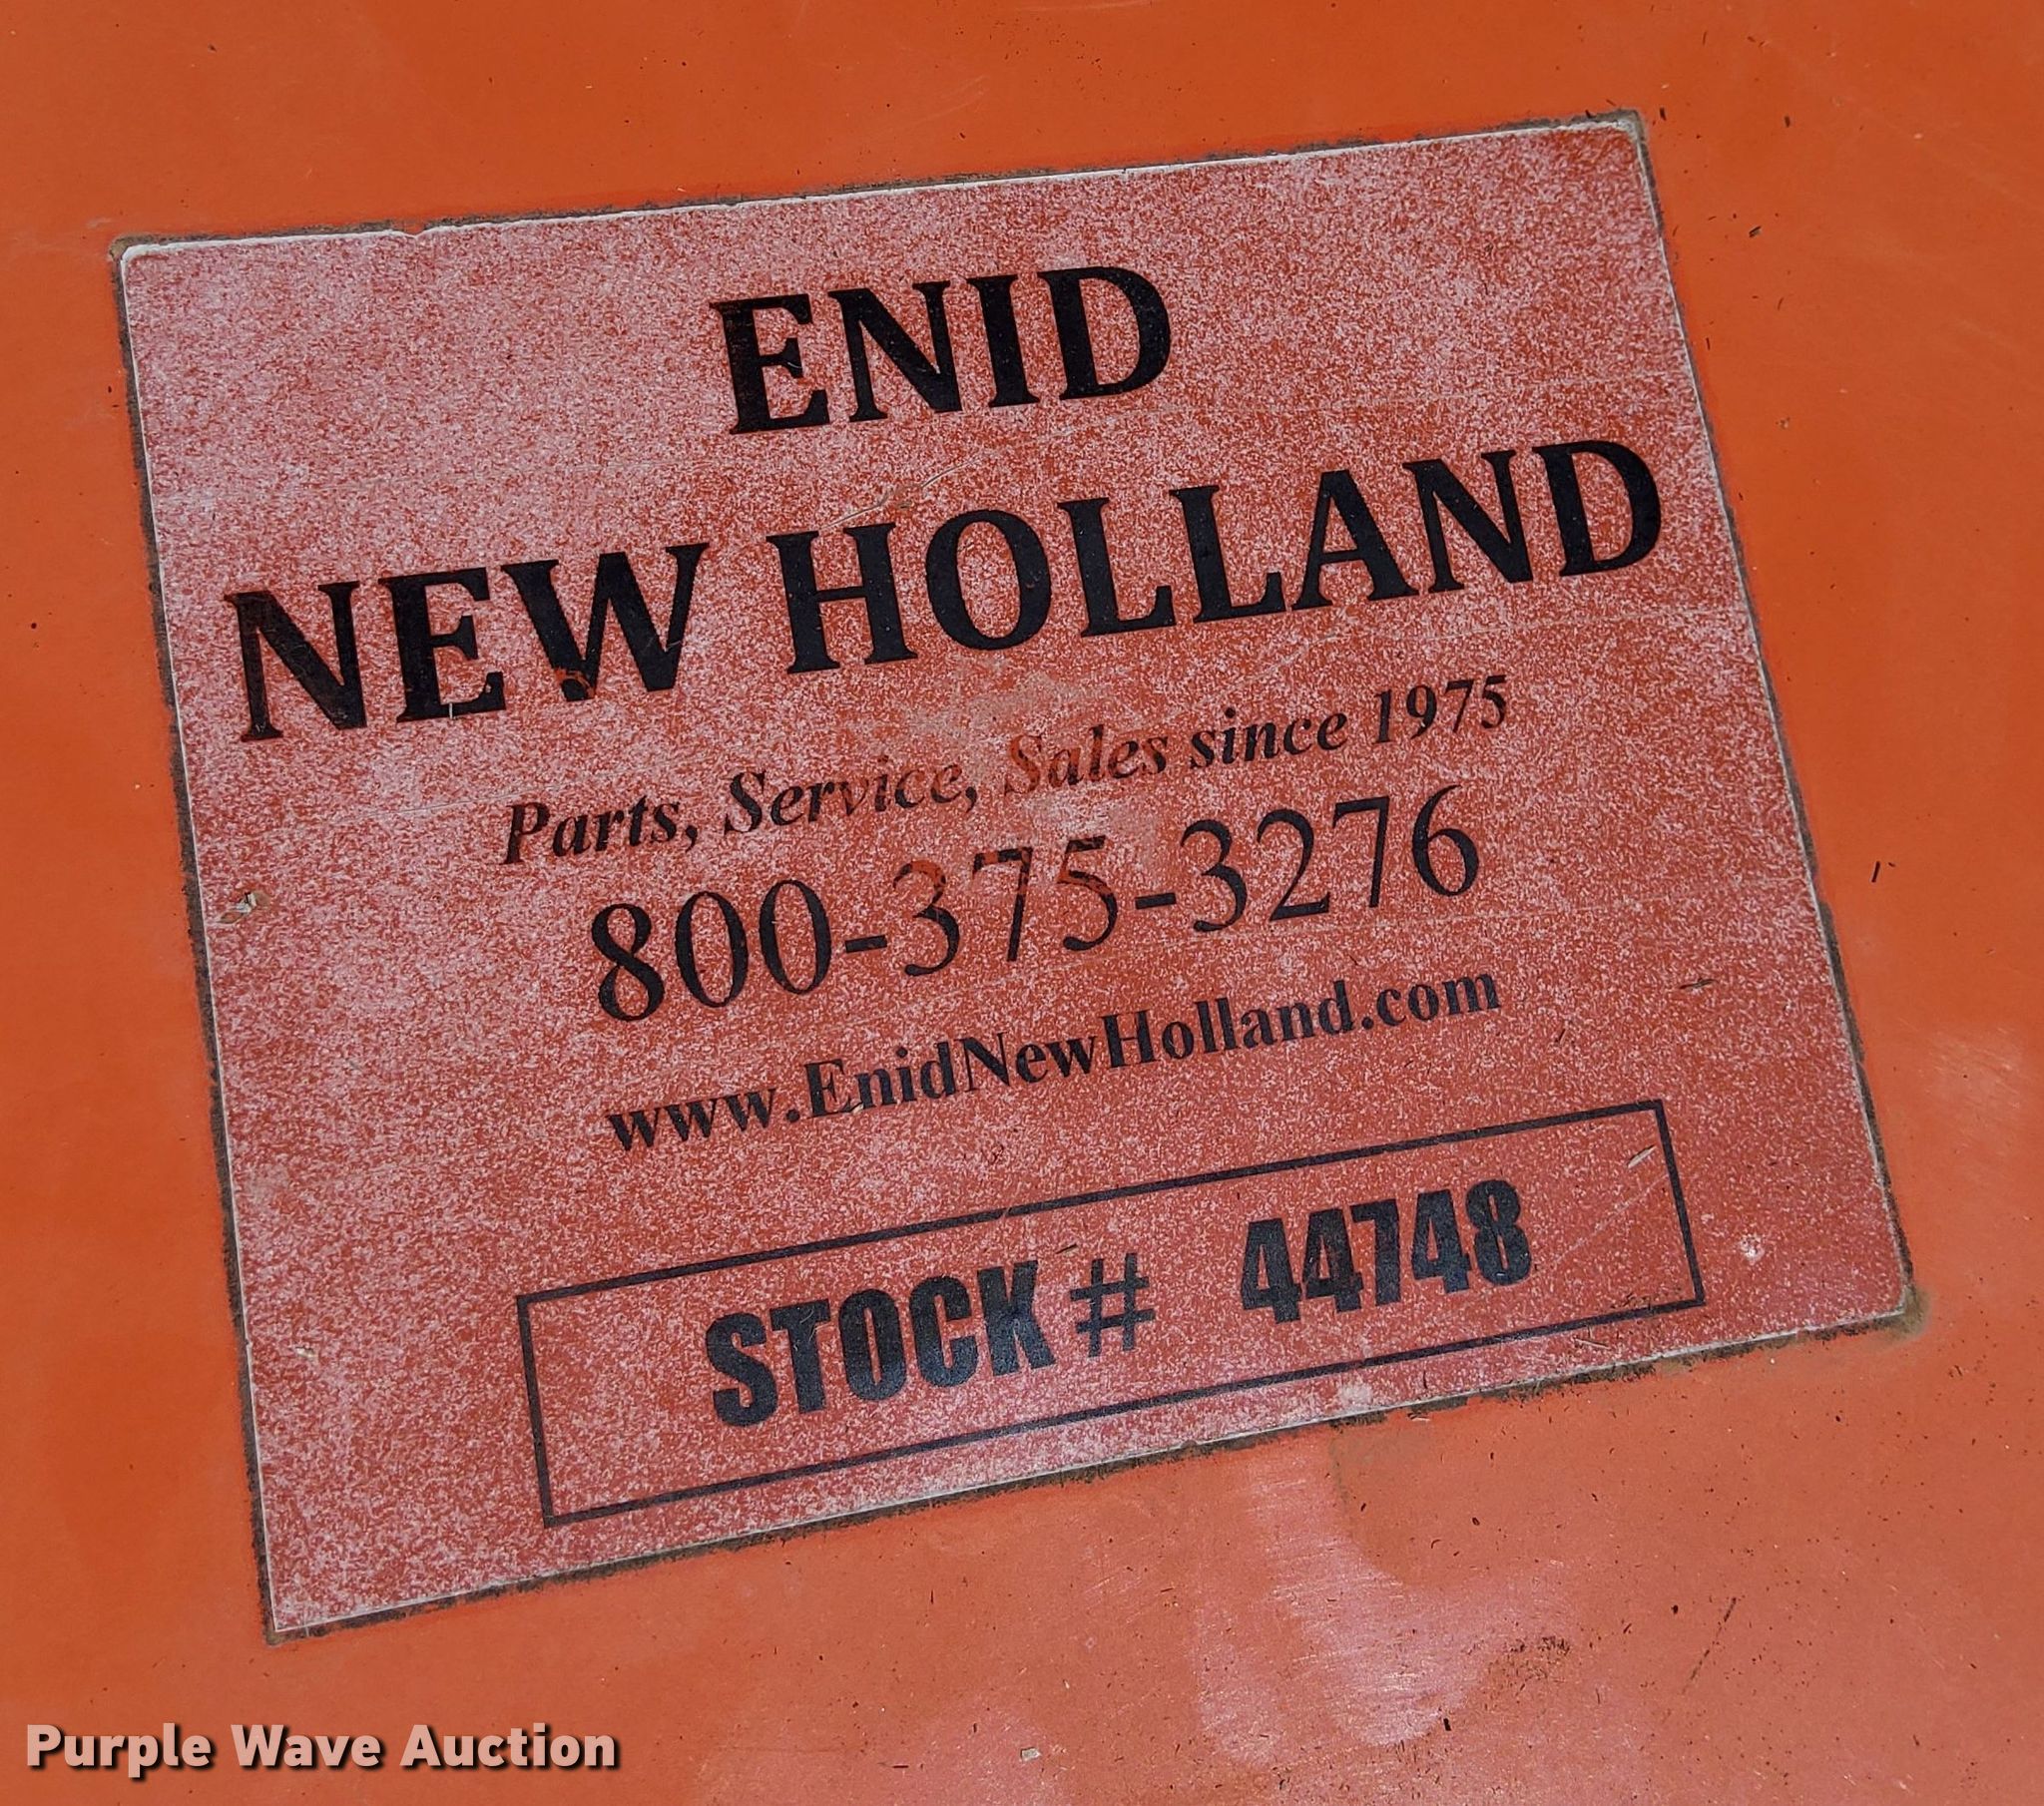 ENID
NEW HOLLAND
Parts, Service, Sales since 1975
800-375-3276
www.EnidNewHolland.com
STOCK # 44748
Purple Wave Auction